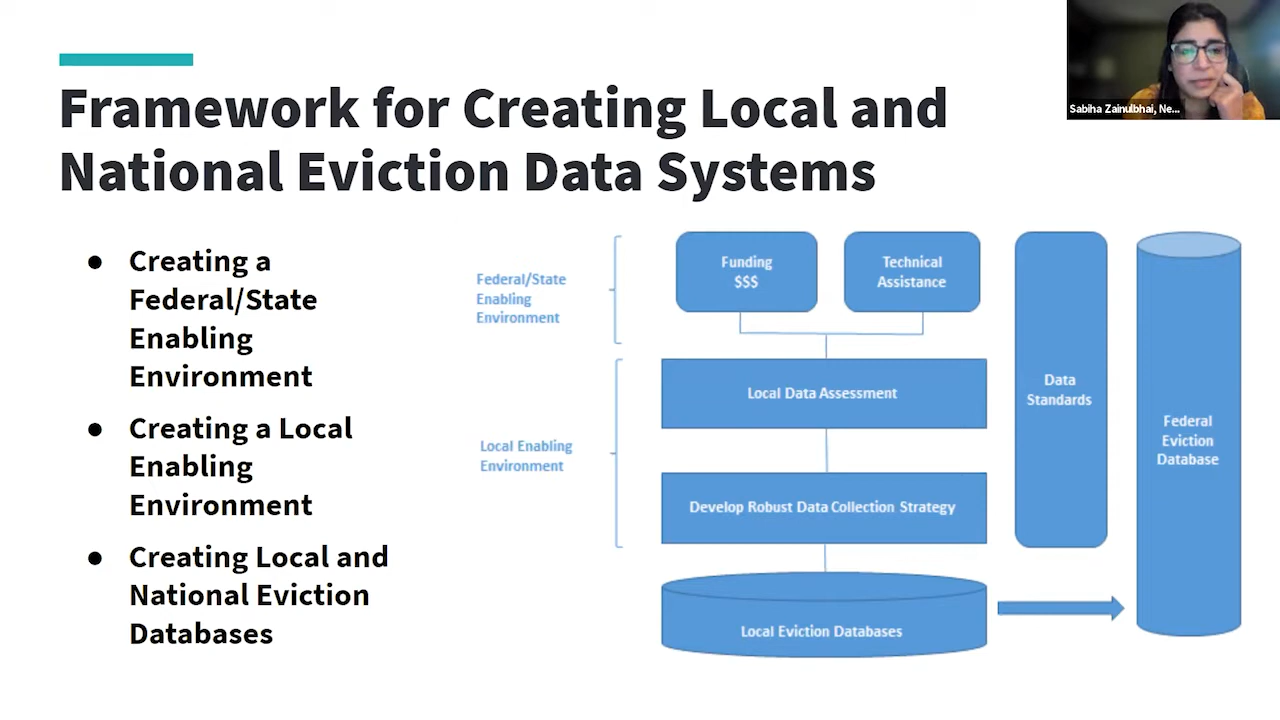 Framework for Creating Local and
National Eviction Data Systems
Sabiha Zainulbhai, Ne...
● Creating a
Federal/State
Enabling
Environment
● Creating a Local
Enabling
Environment
● Creating Local and
National Eviction
Databases
Federal/State
Enabling
Environment
Local Enabling
Environment
Funding
$$$
Technical
Assistance
Local Data Assessment
Develop Robust Data Collection Strategy
Local Eviction Databases
Data
Standards
Federal
Eviction
Database